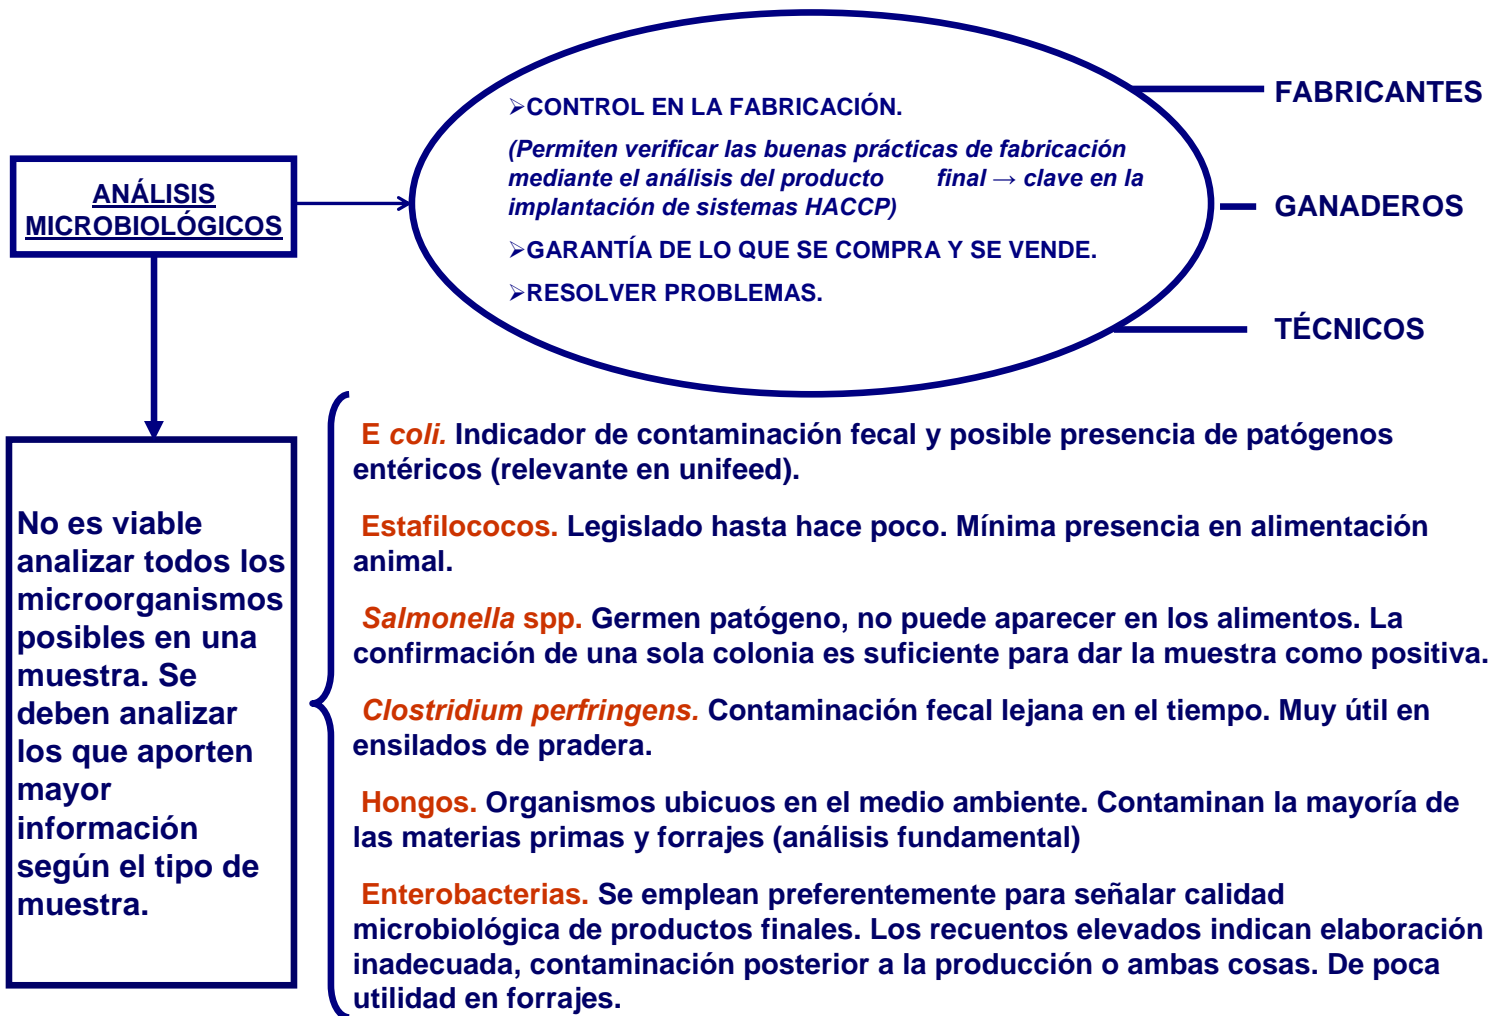 ANÁLISIS
MICROBIOLÓGICOS
➢CONTROL EN LA FABRICACIÓN.
(Permiten verificar las buenas prácticas de fabricación
mediante el análisis del producto final → clave en la
implantación de sistemas HACCP)
➢GARANTÍA DE LO QUE SE COMPRA Y SE VENDE.
➢RESOLVER PROBLEMAS.
FABRICANTES
GANADEROS
TÉCNICOS
No es viable
analizar todos los
microorganismos
posibles en una
muestra. Se
deben analizar
los que aporten
mayor
información
según el tipo de
muestra.
E coli. Indicador de contaminación fecal y posible presencia de patógenos
entéricos (relevante en unifeed).
Estafilococos. Legislado hasta hace poco. Mínima presencia en alimentación
animal.
Salmonella spp. Germen patógeno, no puede aparecer en los alimentos. La
confirmación de una sola colonia es suficiente para dar la muestra como positiva.
Clostridium perfringens. Contaminación fecal lejana en el tiempo. Muy útil en
ensilados de pradera.
Hongos. Organismos ubicuos en el medio ambiente. Contaminan la mayoría de
las materias primas y forrajes (análisis fundamental)
Enterobacterias. Se emplean preferentemente para señalar calidad
microbiológica de productos finales. Los recuentos elevados indican elaboración
inadecuada, contaminación posterior a la producción o ambas cosas. De poca
utilidad en forrajes.